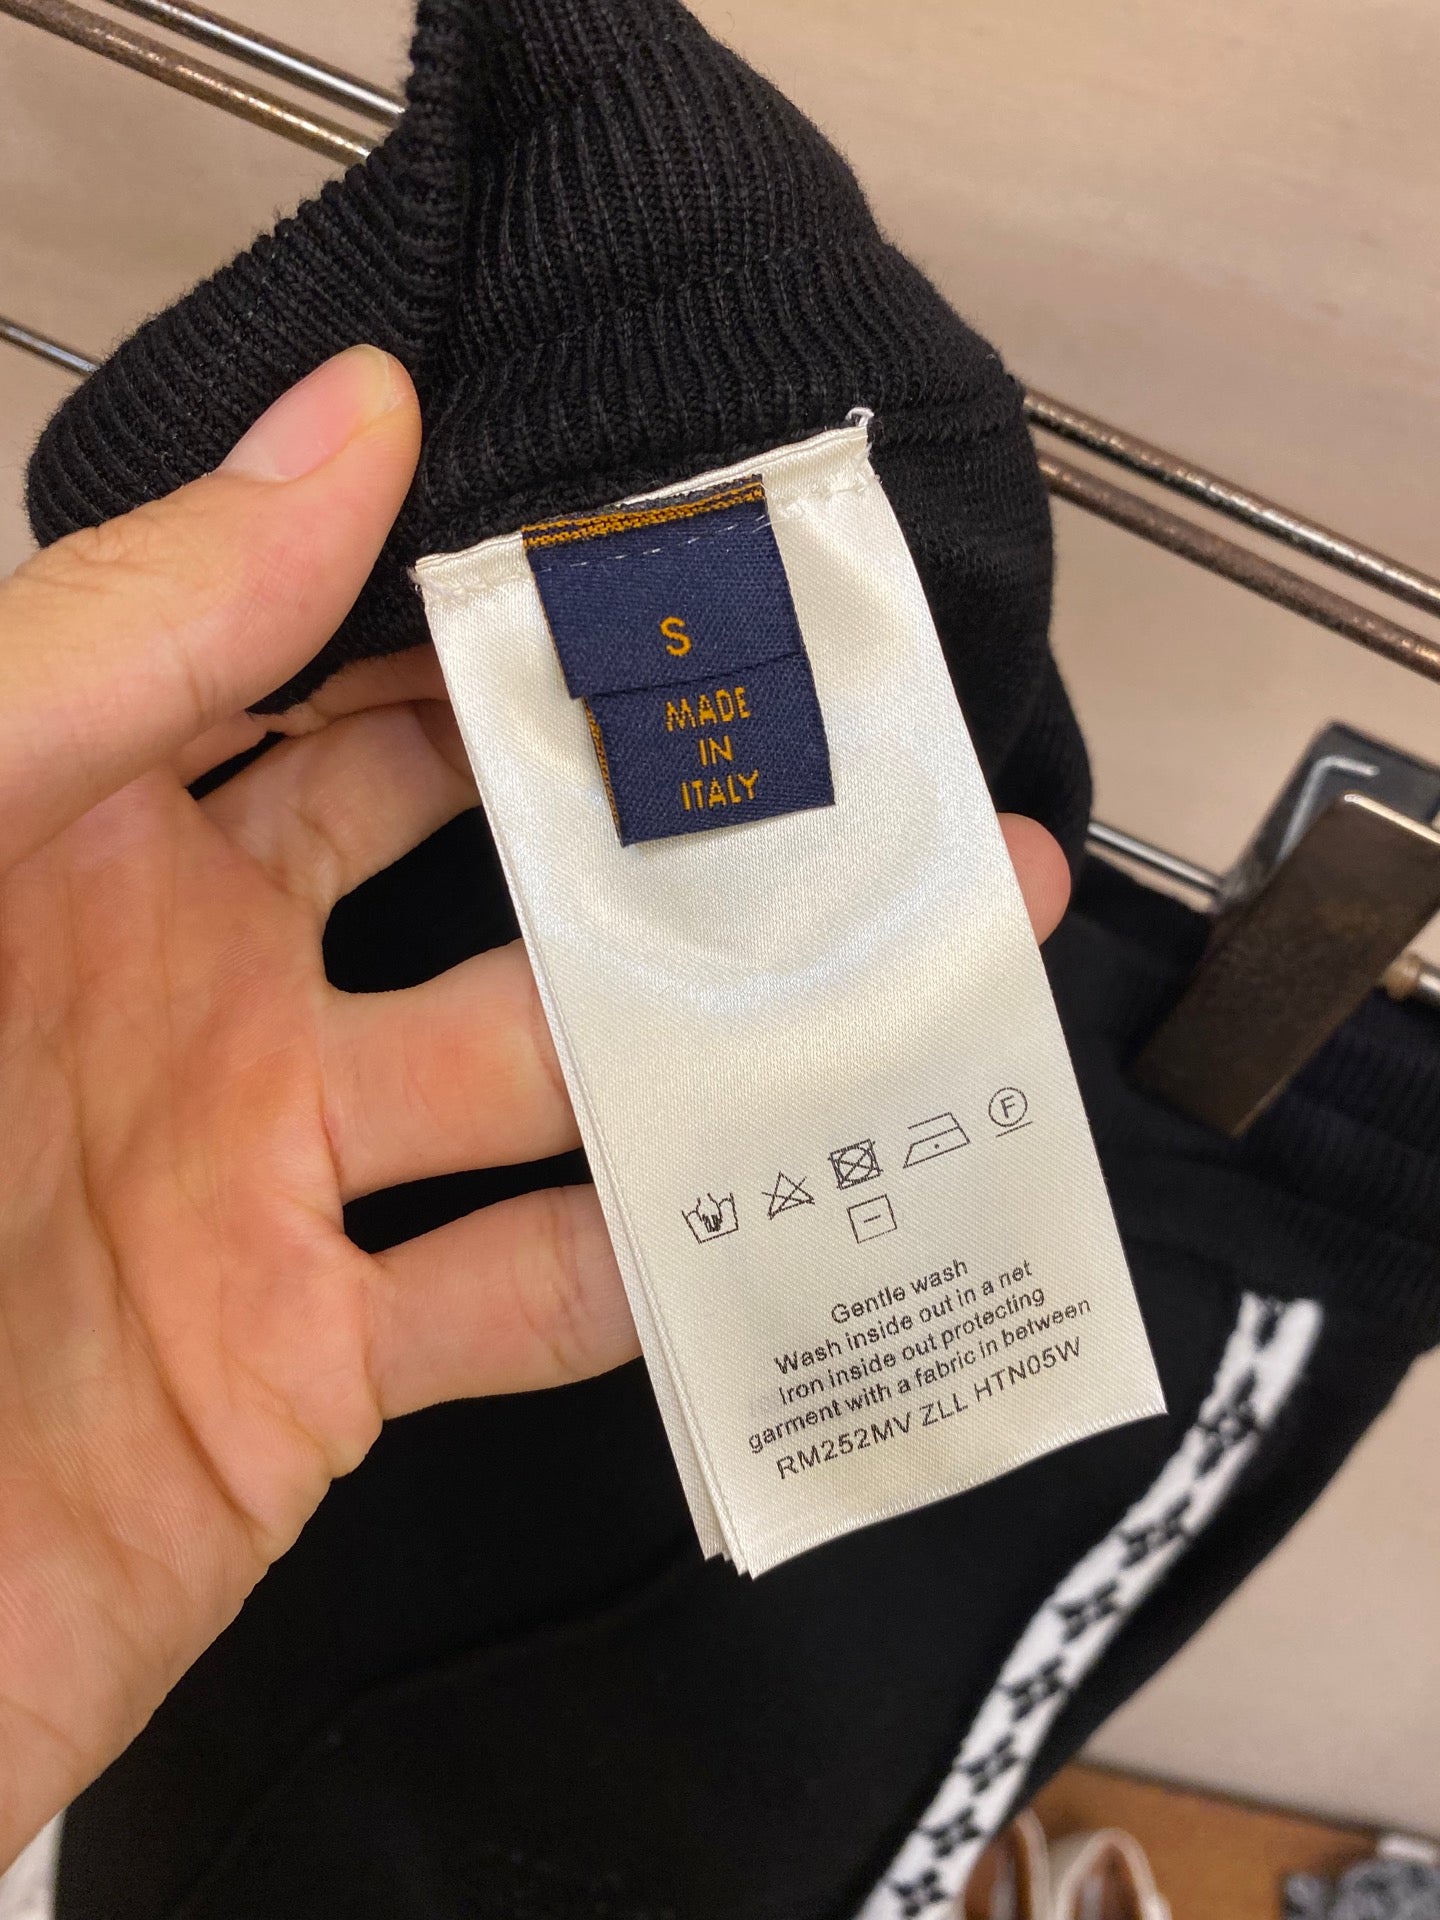 S
MADE
IN
ITALY
F
Gentle wash
Wash inside out in a net
Iron inside out protecting
garment with a fabric in between
RM252MV ZLL HTN05W